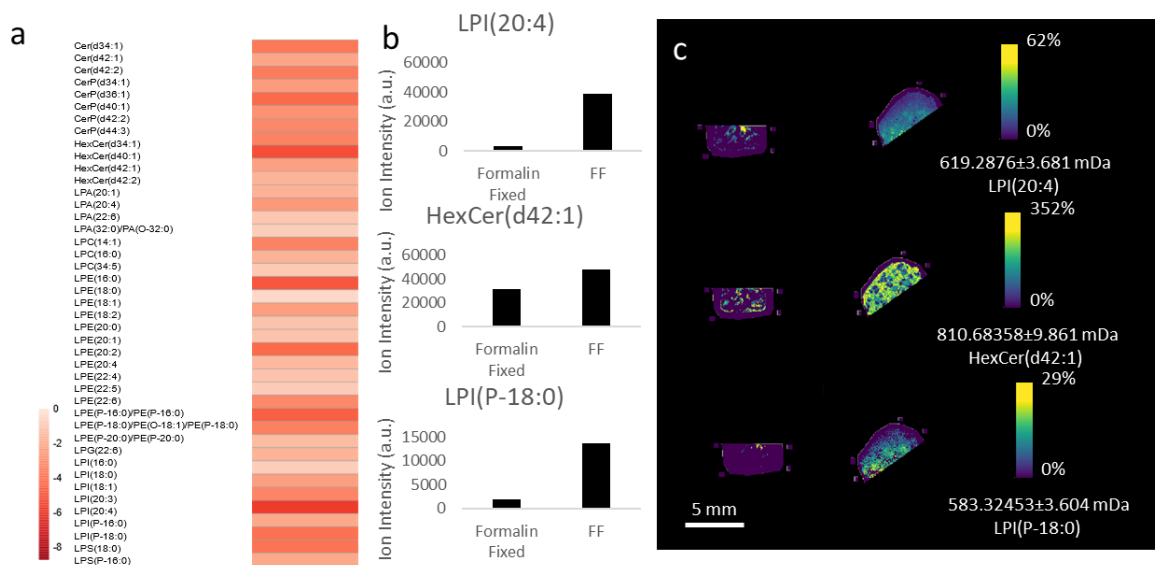 a
Cer(d34:1)
Cer(d42:1)
Cer(d42:2)
CerP(d34:1)
CerP(d36:1)
CerP(d40:1)
CerP(d42:2)
CerP(d44:3)
HexCer(d34:1)
HexCer(d40:1)
HexCer(d42:1)
HexCer(d42:2)
LPA(20:1)
LPA(20:4)
LPA(22:6)
LPA(32:0)/PA(O-32:0)
LPC(14:1)
LPC(16:0)
LPC(34:5)
LPE(16:0)
LPE(18:0)
LPE(18:1)
LPE(18:2)
LPE(20:0)
LPE(20:1)
LPE(20:2)
LPE(20:4
LPE(22:4)
LPE(22:5)
LPE(22:6)
LPE(P-16:0)/PE(P-16:0)
LPE(P-18:0)/PE(O-18:1)/PE(P-18:0)
LPE(P-20:0)/PE(P-20:0)
LPG(22:6)
LPI(16:0)
LPI(18:0)
LPI(18:1)
LPI(20:3)
LPI(20:4)
LPI(P-16:0)
LPI(P-18:0)
LPS(18:0)
LPS(P-16:0)
0
-2
-4
-6
-8
b
LPI(20:4)
Ion Intensity (a.u.)
60000
40000
20000
0
Formalin
Fixed
FF
HexCer(d42:1)
Ion Intensity (a.u.)
60000
40000
20000
0
Formalin
Fixed
FF
LPI(P-18:0)
Ion Intensity (a.u.)
15000
10000
5000
0
Formalin
Fixed
FF
c
62%
0%
619.2876±3.681 mDa
LPI(20:4)
352%
0%
810.68358±9.861 mDa
HexCer(d42:1)
29%
0%
583.32453±3.604 mDa
LPI(P-18:0)
5 mm